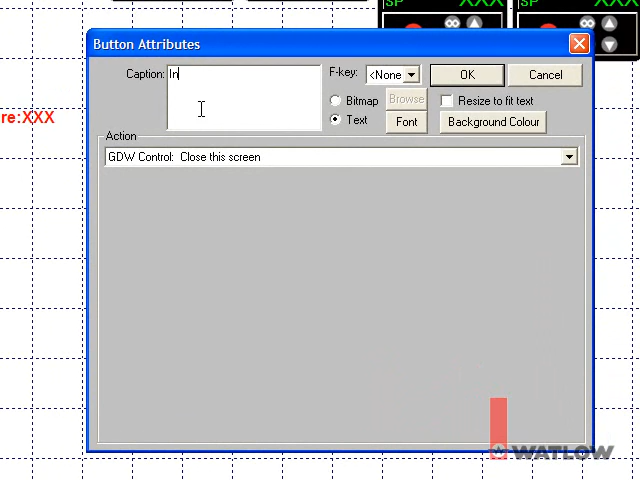 SP XXX SP XXX
Button Attributes
Caption: In F-key: <None OK Cancel
Bitmap Browse Resize to fit text
Text Font Background Colour
re:XXX
Action
GDW Control: Close this screen
WATLOW